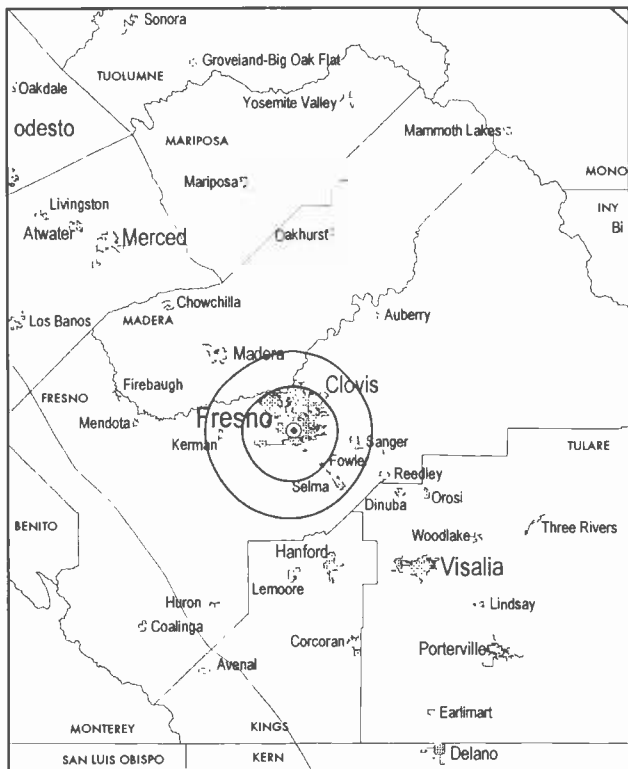 Sonora
Groveland-Big Oak Flat
TUOLUMNE
Oakdale
Yosemite Valley
odesto
Mammoth Lakes
MARIPOSA
MONO
Mariposa
INY
Livingston
Bi
Atwater
Merced
Oakhurst
Chowchilla
Los Banos
MADERA
Auberry
Madera
Firebaugh
Clovis
FRESNO
Mendota
Fresno
Kerman
Sanger
TULARE
Fowler
Reedley
Selma
Dinuba
Orosi
BENITO
Woodlake
Three Rivers
Hanford
Visalia
Lemoore
Huron
Lindsay
Coalinga
Corcoran
Porterville
Avenal
Earlimart
MONTEREY
KINGS
SAN LUIS OBISPO
KERN
Delano